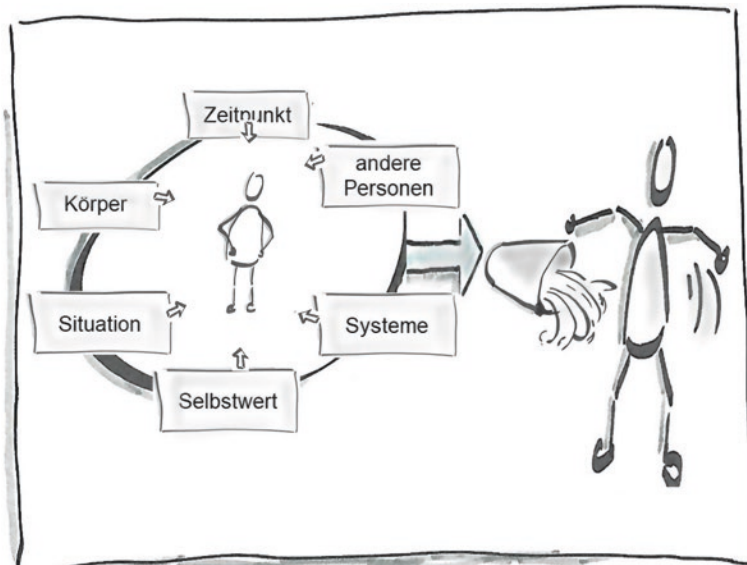 Zeitpunkt
andere
Personen
Körper
Situation
Systeme
Selbstwert